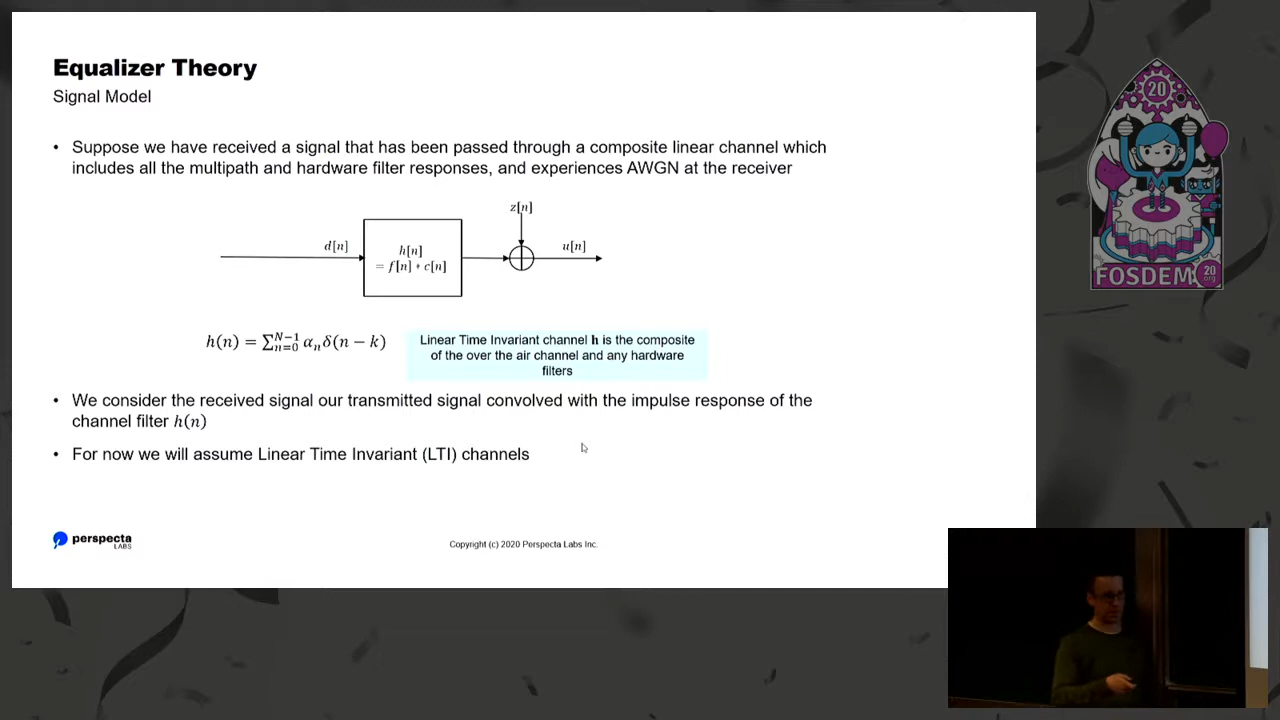 Equalizer Theory
Signal Model
• Suppose we have received a signal that has been passed through a composite linear channel which
includes all the multipath and hardware filter responses, and experiences AWGN at the receiver
z[n]
d[n]
u[n]
h[n]
= f[n] * c[n]
h(n) = ∑_{n=0}^{N−1} α_n δ(n − k)
Linear Time Invariant channel h is the composite
of the over the air channel and any hardware
filters
• We consider the received signal our transmitted signal convolved with the impulse response of the
channel filter h(n)
• For now we will assume Linear Time Invariant (LTI) channels
perspecta
LABS
Copyright (c) 2020 Perspecta Labs Inc.
20
FOSDEM
20
.org